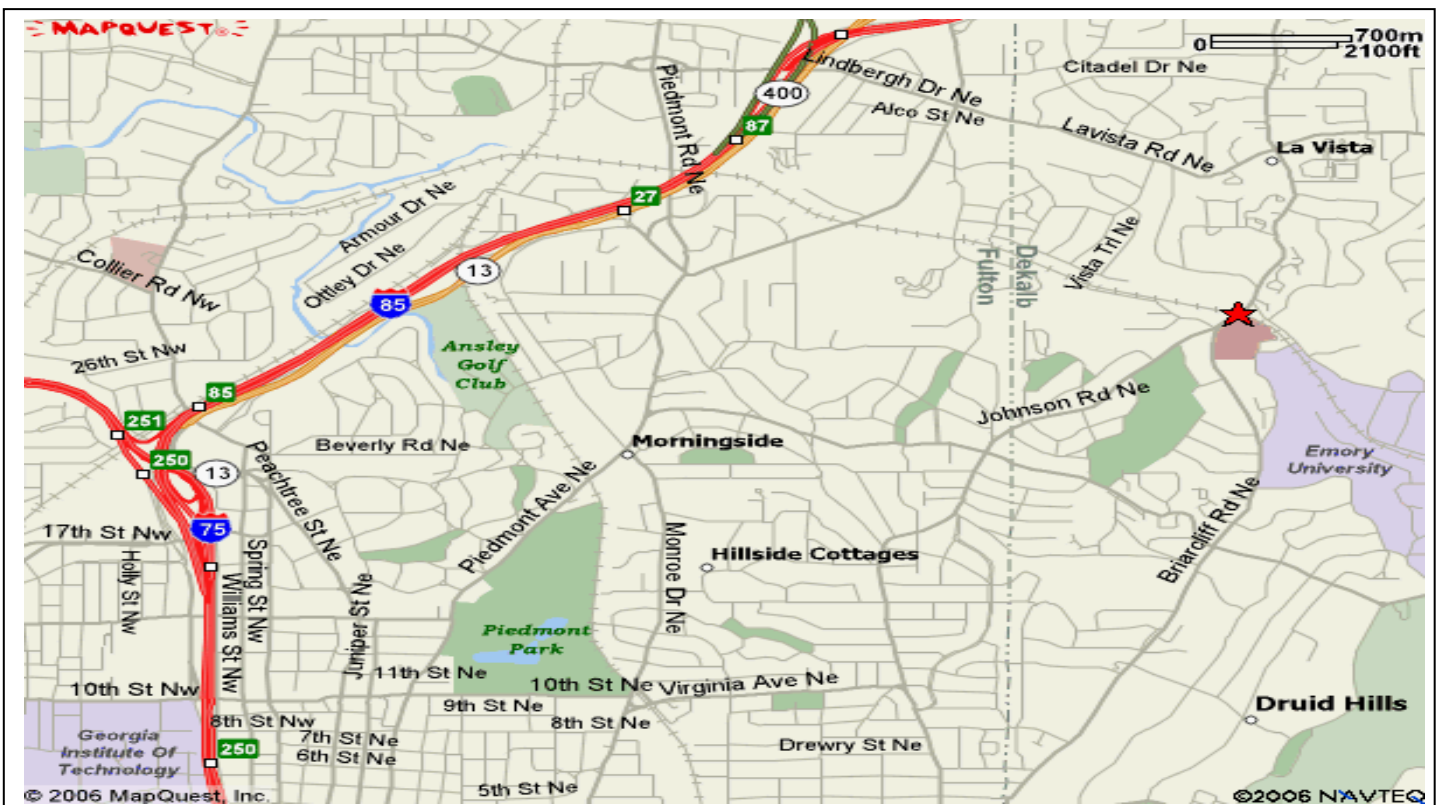 MAPQUEST®
0 700m
2100ft
Lindbergh Dr Ne
Citadel Dr Ne
Piedmont Rd Ne
400
Alco St Ne
87
Lavista Rd Ne
La Vista
27
Armour Dr Ne
Ottley Dr Ne
13
Vista Trl Ne
Dekalb
Fulton
Collier Rd Nw
85
26th St Nw
Ansley
Golf
Club
85
Johnson Rd Ne
251
Beverly Rd Ne
Morningside
250
13
Peachtree St Ne
Emory
University
Piedmont Ave Ne
17th St Nw
75
Holly St Nw
Williams St Nw
Spring St Nw
Juniper St Ne
Monroe Dr Ne
Hillside Cottages
Briarcliff Rd Ne
Piedmont
Park
11th St Ne
10th St Nw
10th St Ne
Virginia Ave Ne
9th St Ne
8th St Nw
8th St Ne
Druid Hills
Georgia
Institute Of
Technology
7th St Ne
6th St Ne
250
Drewry St Ne
5th St Ne
© 2006 MapQuest, Inc.
©2006 NAVTEQ